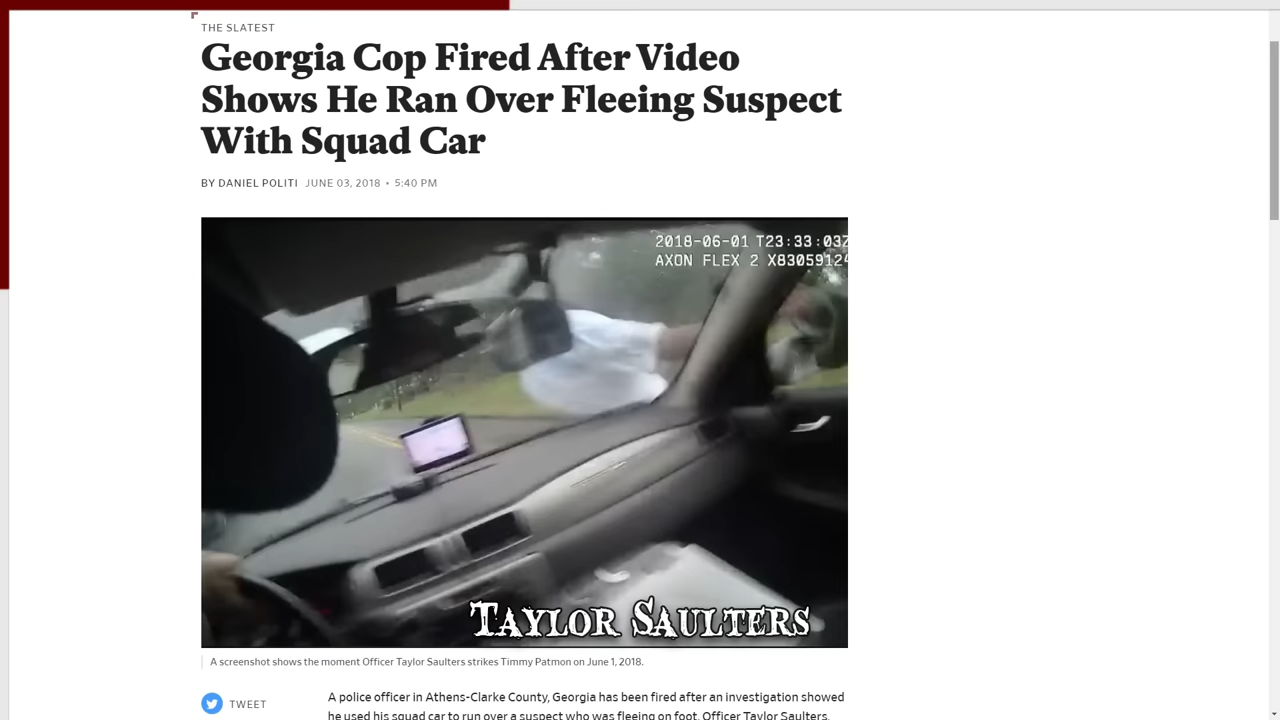 THE SLATEST
Georgia Cop Fired After Video
Shows He Ran Over Fleeing Suspect
With Squad Car
BY DANIEL POLITI JUNE 03, 2018 • 5:40 PM
2018-06-01 T23:33:03Z
AXON FLEX 2 X8305912
TAYLOR SAULTERS
A screenshot shows the moment Officer Taylor Saulters strikes Timmy Patmon on June 1, 2018.
TWEET
A police officer in Athens-Clarke County, Georgia has been fired after an investigation showed
he used his squad car to run over a suspect who was fleeing on foot. Officer Taylor Saulters,